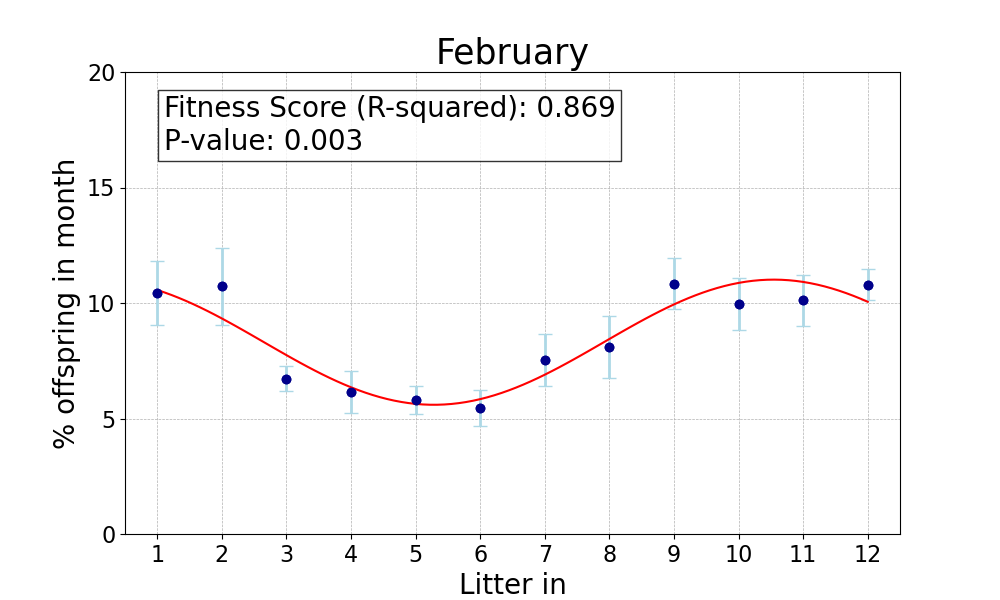 February
Fitness Score (R-squared): 0.869
P-value: 0.003
% offspring in month
20
15
10
5
0
1 2 3 4 5 6 7 8 9 10 11 12
Litter in